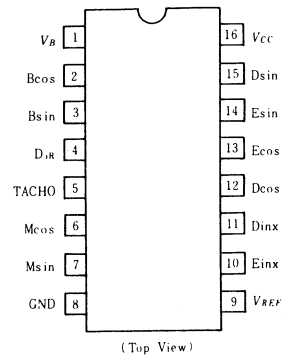 VB 1 16 VCC
Bcos 2 15 Dsin
Bsin 3 14 Esin
DIR 4 13 Ecos
TACHO 5 12 Dcos
Mcos 6 11 Dinx
Msin 7 10 Einx
GND 8 9 VREF
(Top View)